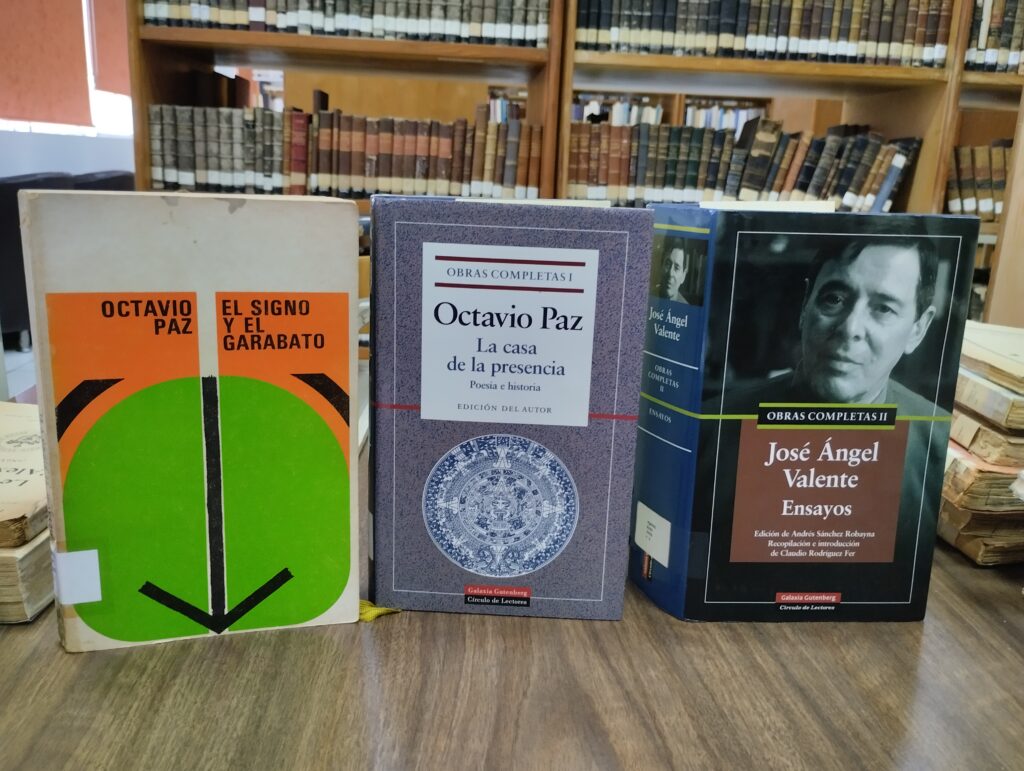 OCTAVIO
PAZ
EL SIGNO
Y EL
GARABATO
OBRAS COMPLETAS I
Octavio Paz
La casa
de la presencia
Poesía e historia
EDICIÓN DEL AUTOR
Galaxia Gutenberg
Círculo de Lectores
José Ángel
Valente
OBRAS
COMPLETAS
II
ENSAYOS
OBRAS COMPLETAS II
José Ángel
Valente
Ensayos
Edición de Andrés Sánchez Robayna
Recopilación e introducción
de Claudio Rodríguez Fer
Galaxia Gutenberg
Círculo de Lectores